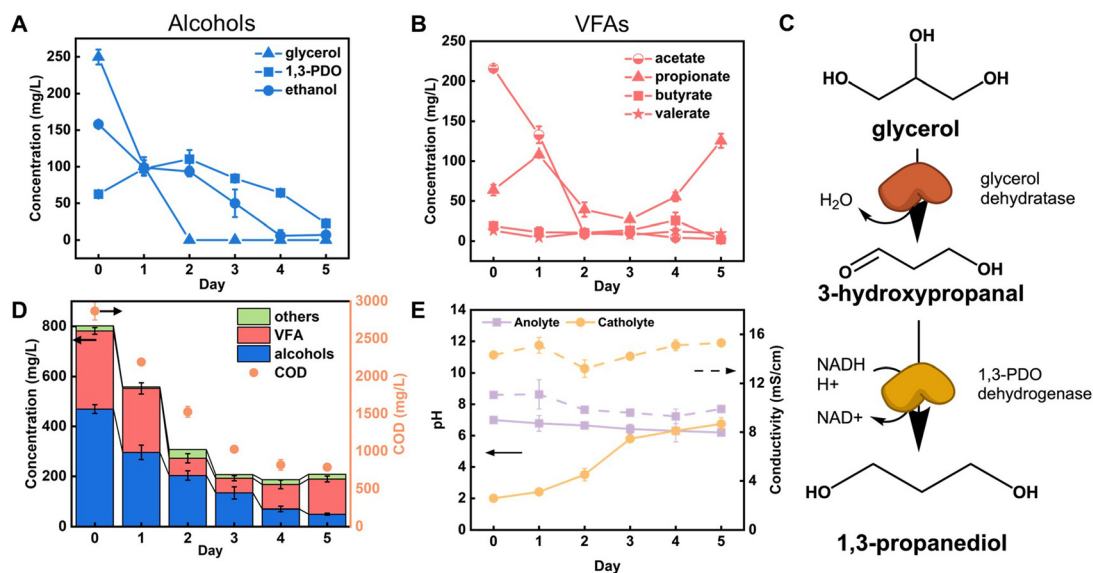 A
Alcohols
Concentration (mg/L)
250
200
150
100
50
0
glycerol
1,3-PDO
ethanol
0 1 2 3 4 5
Day
B
VFAs
Concentration (mg/L)
250
200
150
100
50
0
acetate
propionate
butyrate
valerate
0 1 2 3 4 5
Day
C
OH
HO OH
glycerol
glycerol
dehydratase
H2O
O OH
3-hydroxypropanal
NADH
H+
NAD+
1,3-PDO
dehydrogenase
HO OH
1,3-propanediol
D
Concentration (mg/L)
800
600
400
200
0
others
VFA
alcohols
COD
3000
2500
2000
1500
1000
500
0
COD (mg/L)
0 1 2 3 4 5
Day
E
pH
14
12
10
8
6
4
2
0
Anolyte Catholyte
16
12
8
4
0
Conductivity (mS/cm)
0 1 2 3 4 5
Day